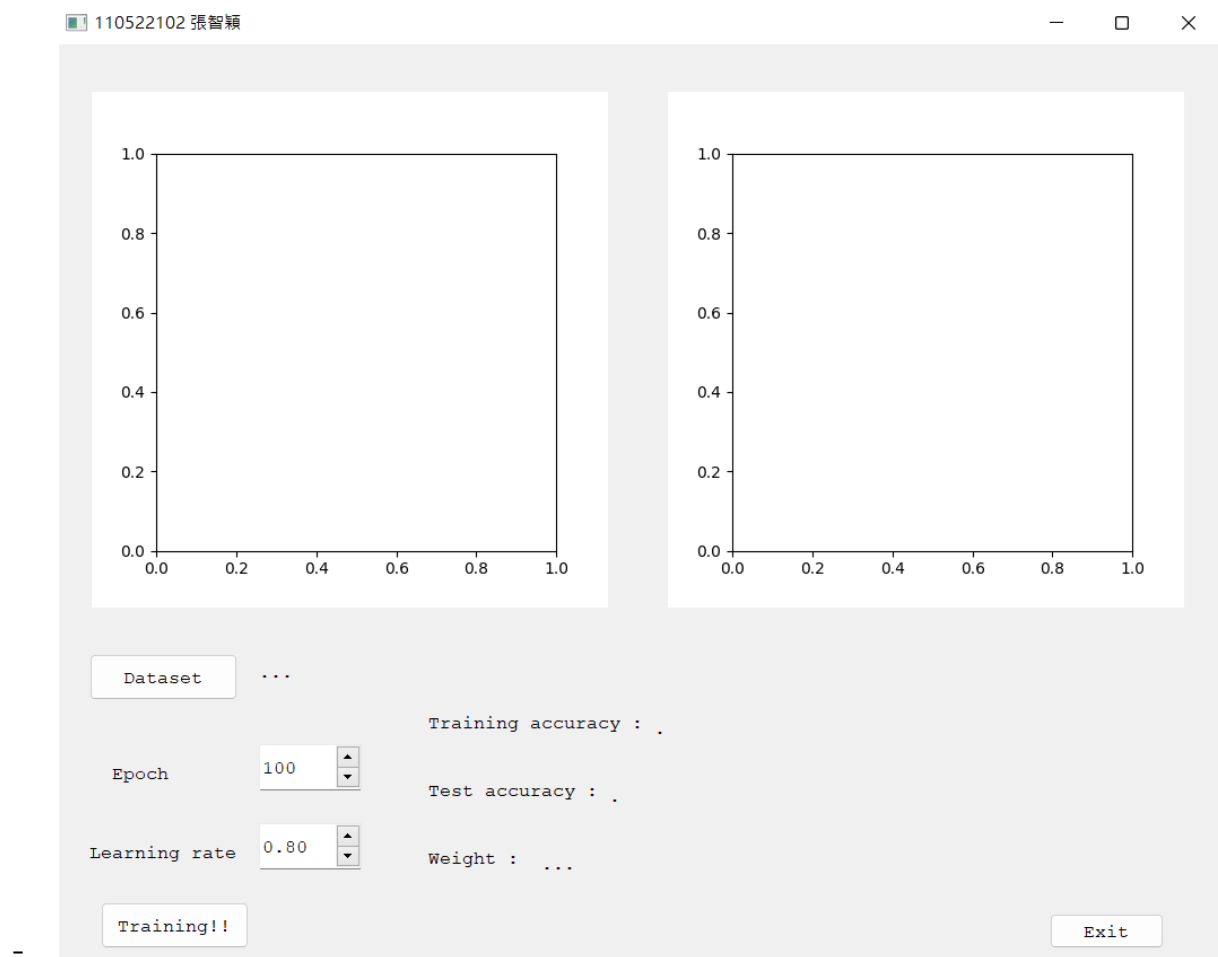 110522102 張智穎
1.0 1.0
0.8 0.8
0.6 0.6
0.4 0.4
0.2 0.2
0.0 0.0
0.0 0.2 0.4 0.6 0.8 1.0 0.0 0.2 0.4 0.6 0.8 1.0
Dataset ...
Training accuracy : .
Epoch 100
Test accuracy : .
Learning rate 0.80
Weight : ...
Training!! Exit
-